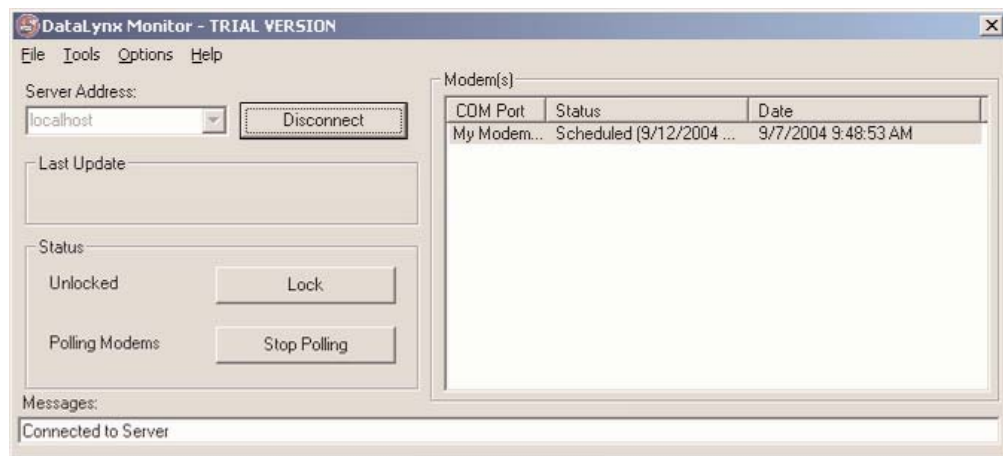 DataLynx Monitor - TRIAL VERSION
File Tools Options Help
Server Address:
localhost
Disconnect
Last Update
Status
Unlocked
Lock
Polling Modems
Stop Polling
Modem(s)
COM Port Status Date
My Modem... Scheduled (9/12/2004 ... 9/7/2004 9:48:53 AM
Messages:
Connected to Server